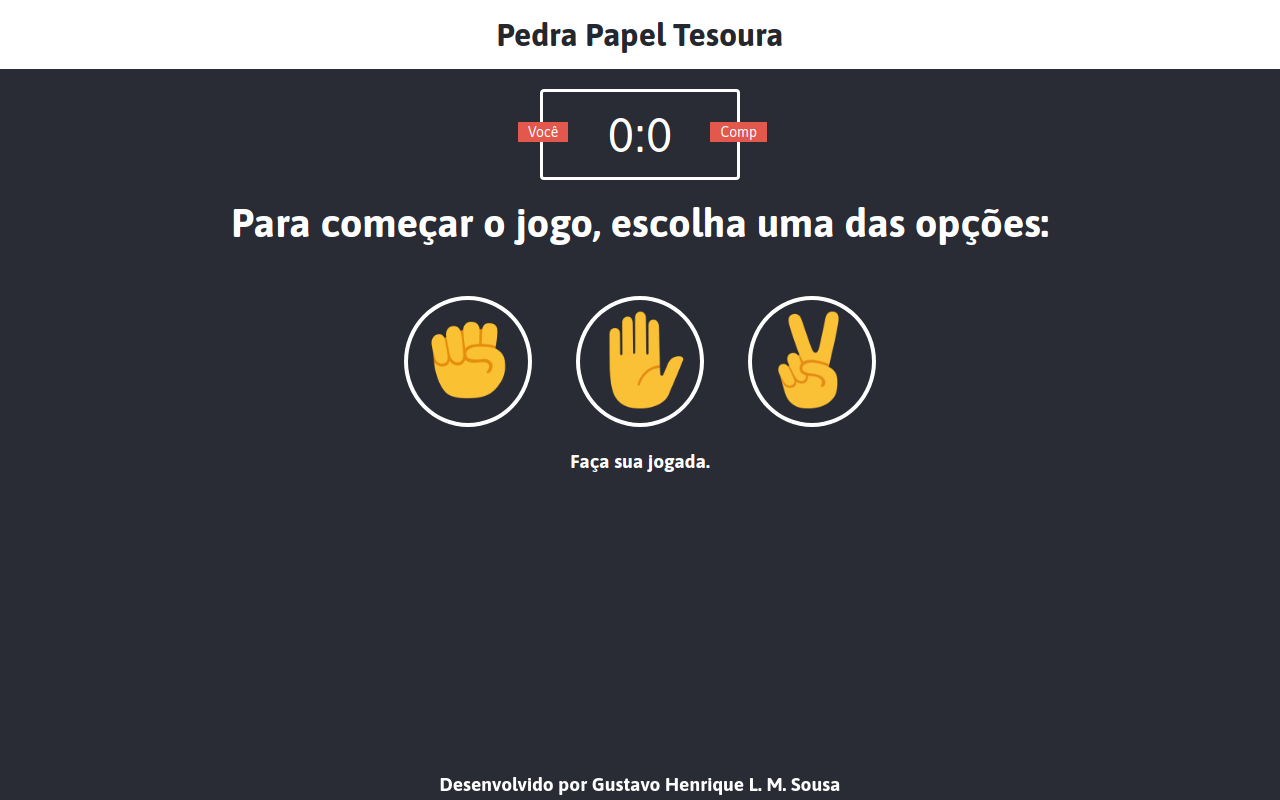 Pedra Papel Tesoura
Você 0:0 Comp
Para começar o jogo, escolha uma das opções:
Faça sua jogada.
Desenvolvido por Gustavo Henrique L. M. Sousa